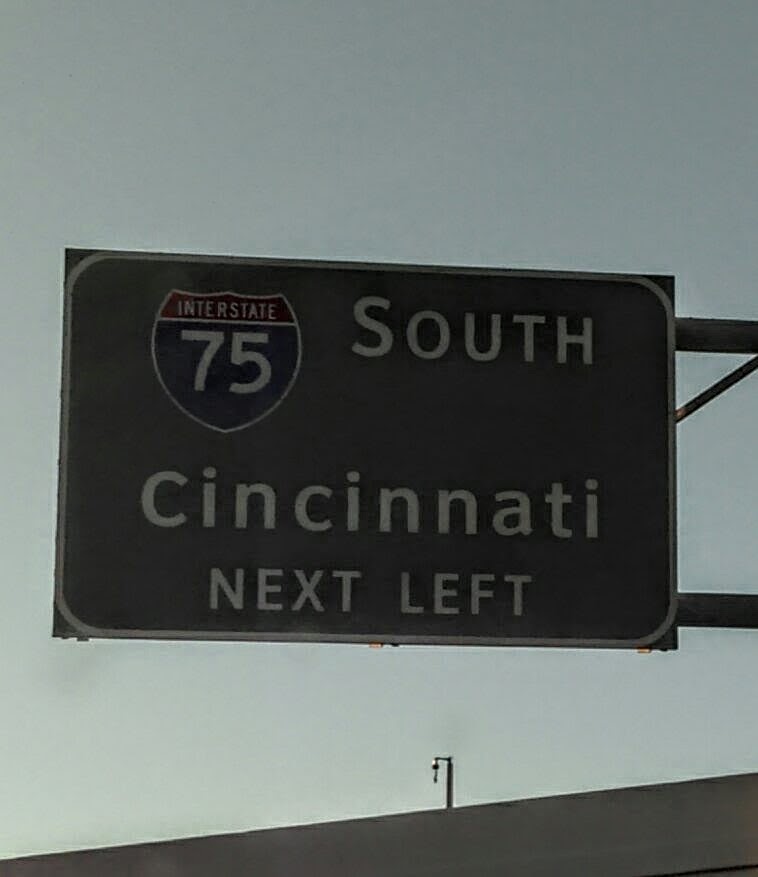 INTERSTATE
75 SOUTH
Cincinnati
NEXT LEFT